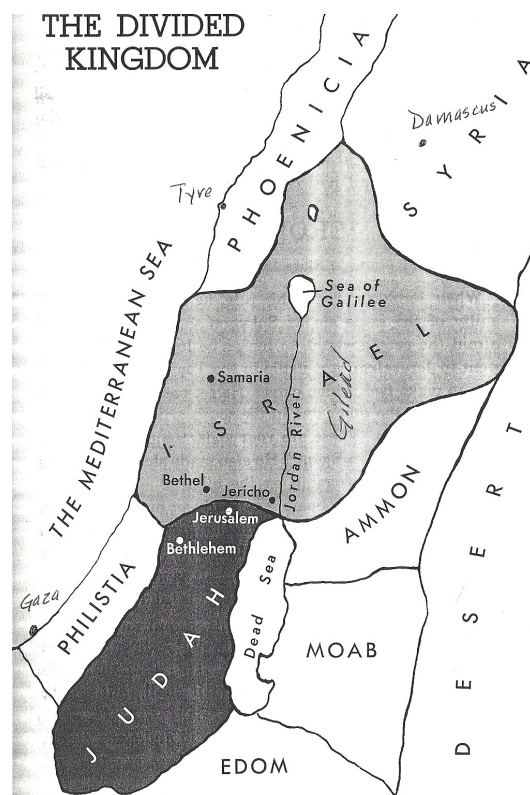 THE DIVIDED
KINGDOM
PHOENICIA
SYRIA
Damascus
Tyre
THE MEDITERRANEAN SEA
Sea of
Galilee
ISRAEL
Samaria
Gilead
Jordan River
Bethel
Jericho
Jerusalem
Bethlehem
AMMON
DESERT
Gaza
PHILISTIA
JUDAH
Dead Sea
MOAB
EDOM